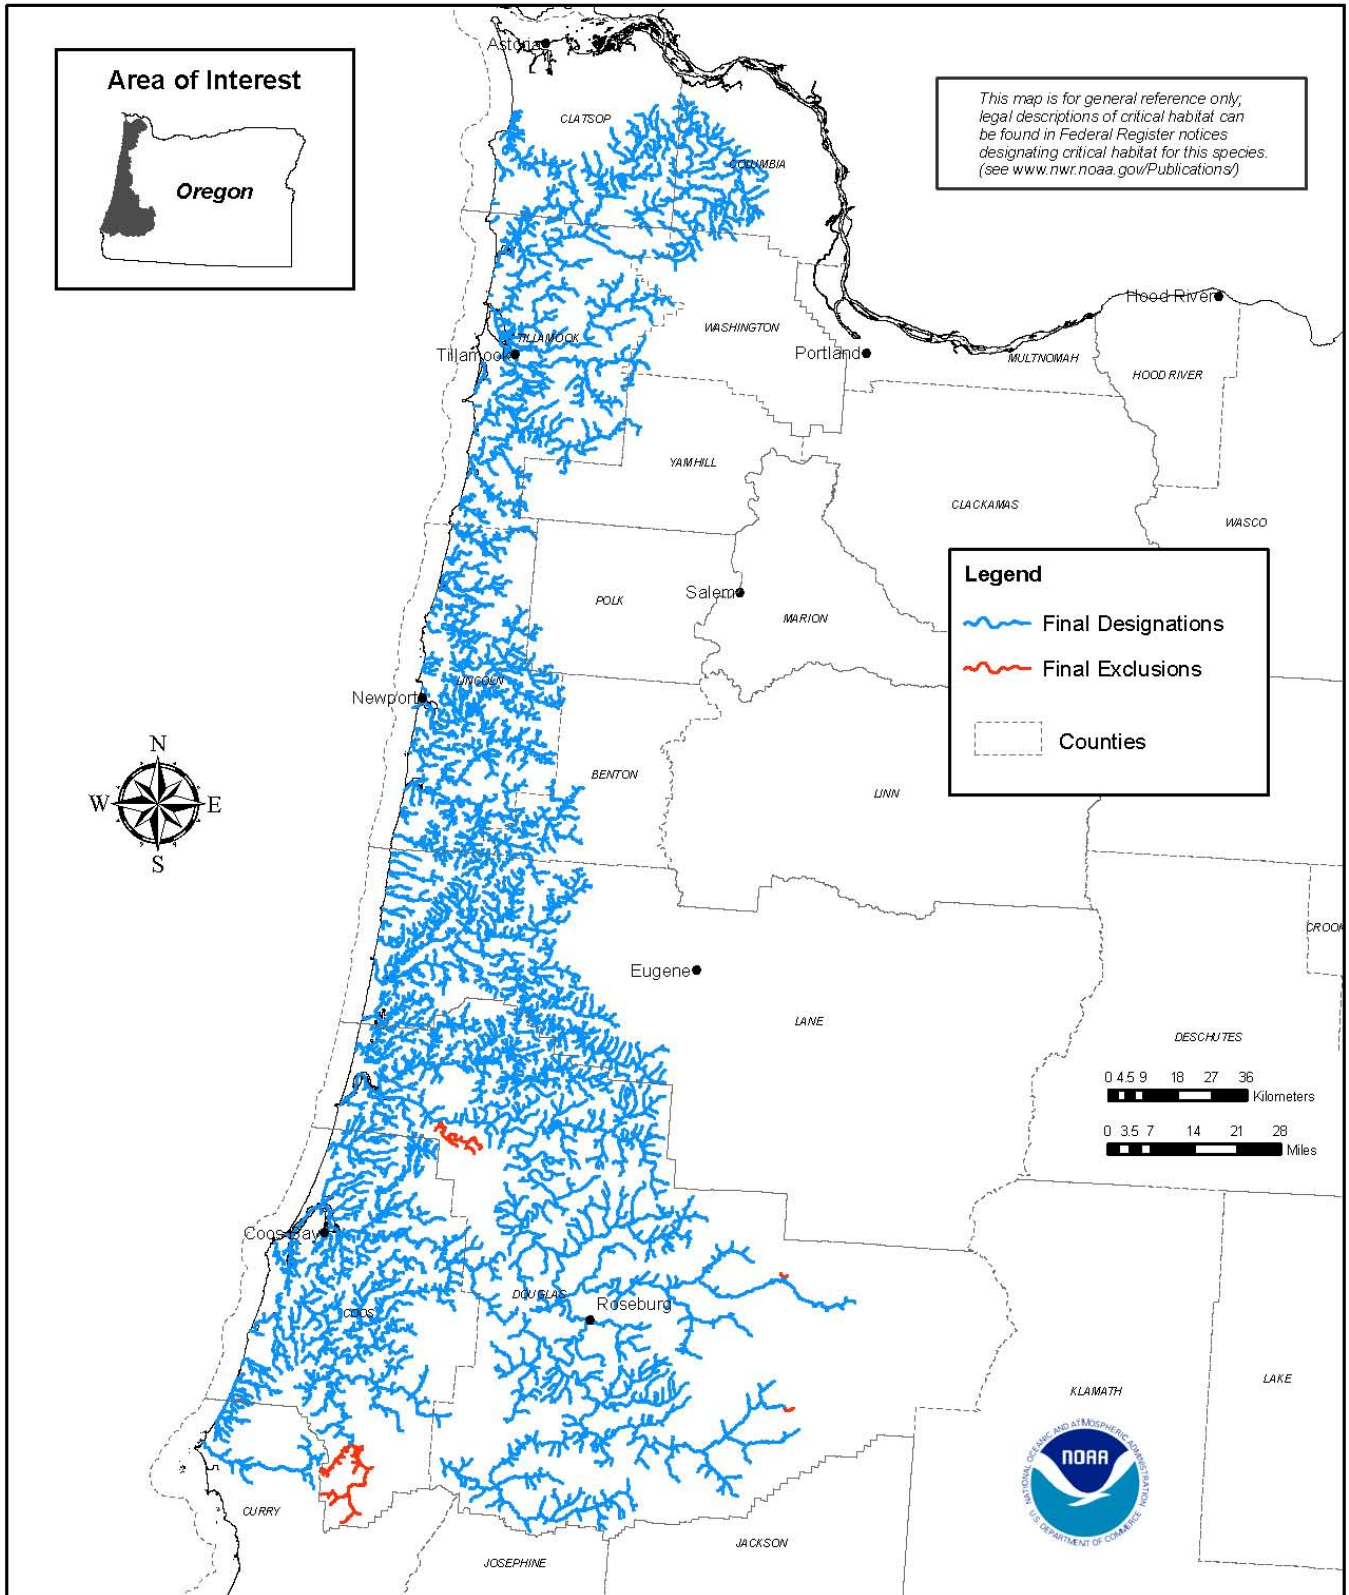 Area of Interest
Oregon
This map is for general reference only;
legal descriptions of critical habitat can
be found in Federal Register notices
designating critical habitat for this species.
(see www.nwr.noaa.gov/Publications/)
Astoria
CLATSOP
COLUMBIA
Hood River
WASHINGTON
TILLAMOOK
Tillamook
Portland
MULTNOMAH
HOOD RIVER
YAMHILL
CLACKAMAS
WASCO
Legend
Final Designations
Final Exclusions
Counties
POLK
Salem
MARION
LINCOLN
Newport
N
W E
S
BENTON
LINN
CROOK
Eugene
LANE
DESCHUTES
0 4.5 9 18 27 36
Kilometers
0 3.5 7 14 21 28
Miles
Coos Bay
DOUGLAS
Roseburg
COOS
KLAMATH
LAKE
NATIONAL OCEANIC AND ATMOSPHERIC ADMINISTRATION
NOAA
U.S. DEPARTMENT OF COMMERCE
CURRY
JOSEPHINE
JACKSON